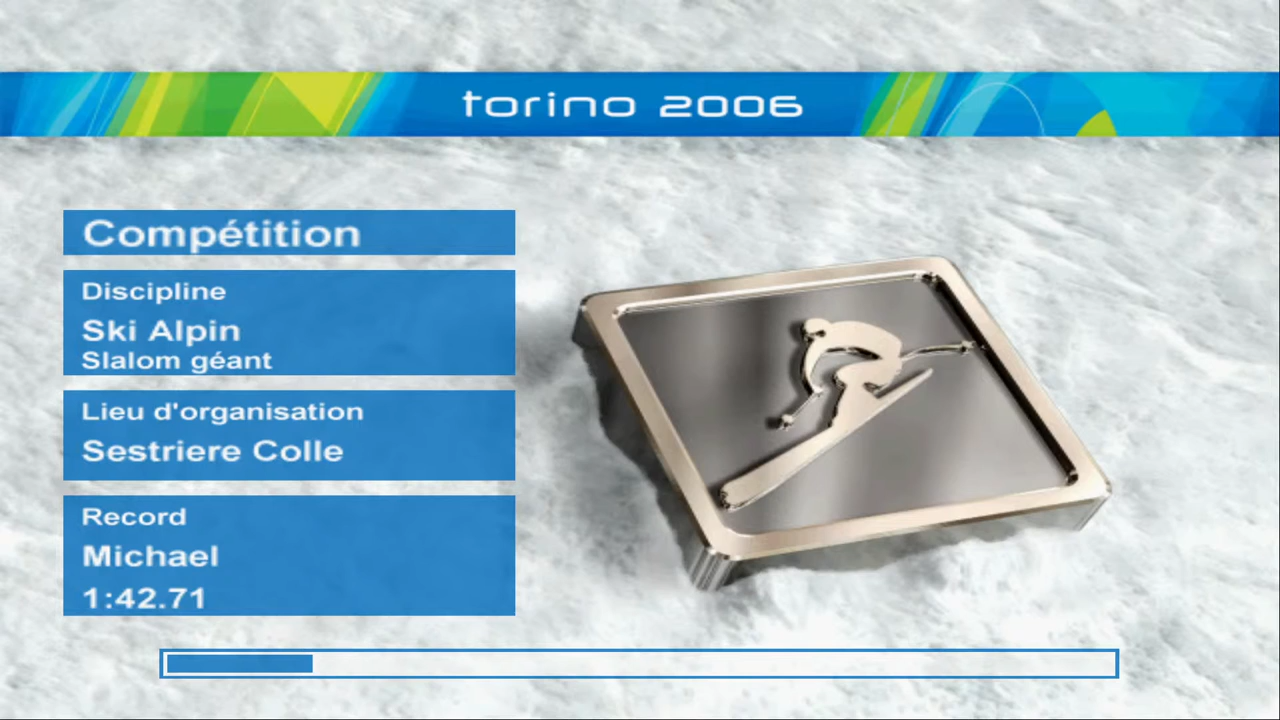 torino 2006
Compétition
Discipline
Ski Alpin
Slalom géant
Lieu d'organisation
Sestriere Colle
Record
Michael
1:42.71